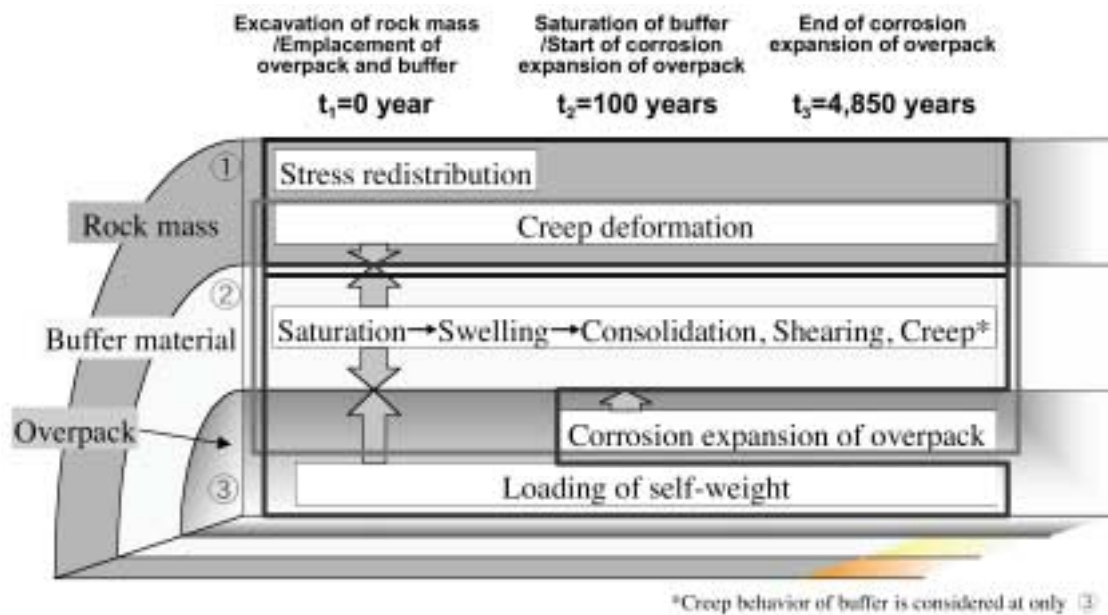 Excavation of rock mass
/Emplacement of
overpack and buffer
t₁=0 year
Saturation of buffer
/Start of corrosion
expansion of overpack
t₂=100 years
End of corrosion
expansion of overpack
t₃=4,850 years
①
Stress redistribution
Rock mass
Creep deformation
②
Buffer material
Saturation→Swelling→Consolidation, Shearing, Creep*
Overpack
Corrosion expansion of overpack
③
Loading of self-weight
*Creep behavior of buffer is considered at only ③